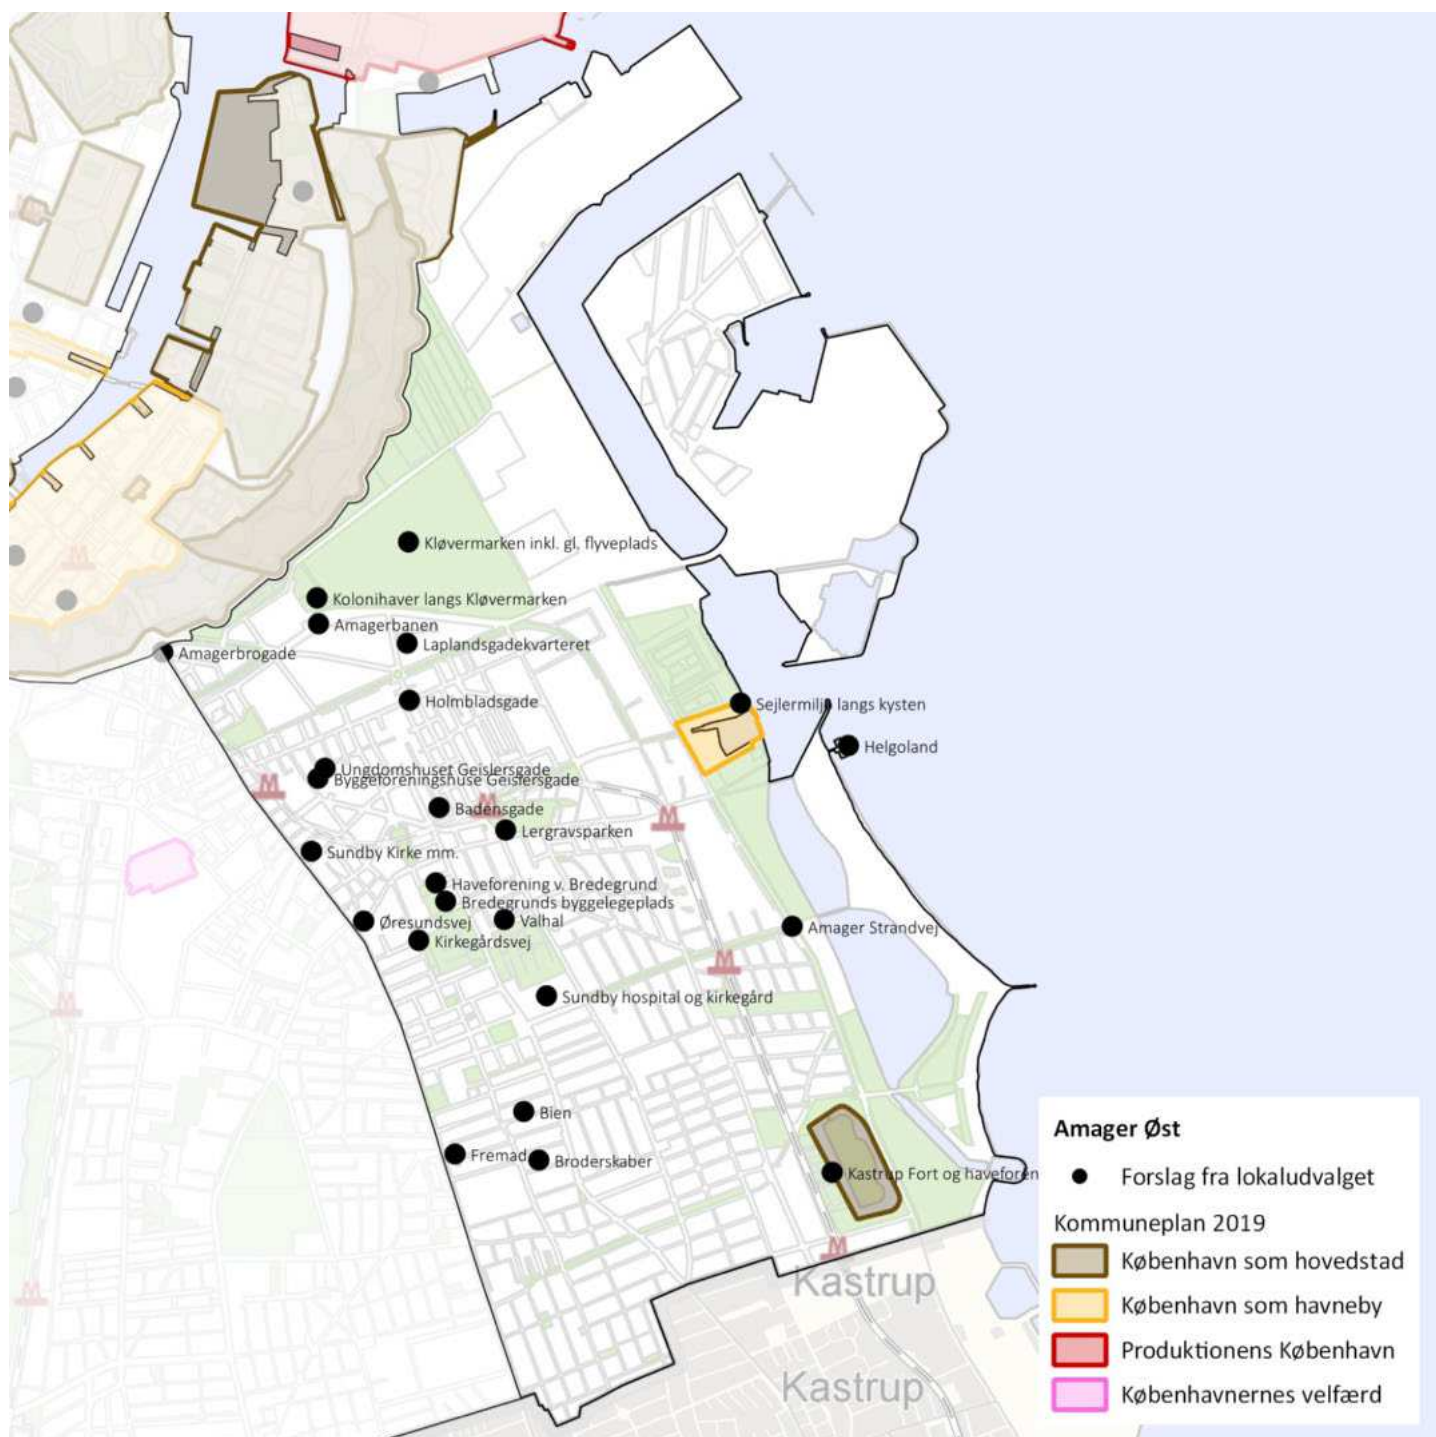 Kløvermarken inkl. gl. flyveplads
Kolonihaver langs Kløvermarken
Amagerbanen
Laplandsgadekvarteret
Amagerbrogade
Holmbladsgade
Sejlermiljø langs kysten
Helgoland
Ungdomshuset Geislersgade
Byggeforeningshuse Geislersgade
Badensgade
Lergravsparken
Sundby Kirke mm.
Haveforening v. Bredegrund
Bredegrunds byggelegeplads
Øresundsvej
Valhal
Amager Strandvej
Kirkegårdsvej
Sundby hospital og kirkegård
Bien
Fremad
Broderskaber
Kastrup Fort og haveforen
M
M
M
M
M
M
M
M
Kastrup
Kastrup
Amager Øst
Forslag fra lokaludvalget
Kommuneplan 2019
København som hovedstad
København som havneby
Produktionens København
Københavnernes velfærd